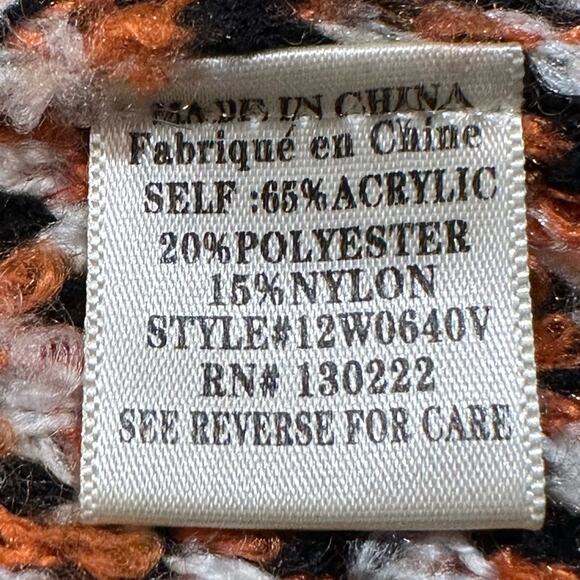 MADE IN CHINA
Fabriqué en Chine
SELF :65%ACRYLIC
20%POLYESTER
15%NYLON
STYLE#12W0640V
RN# 130222
SEE REVERSE FOR CARE